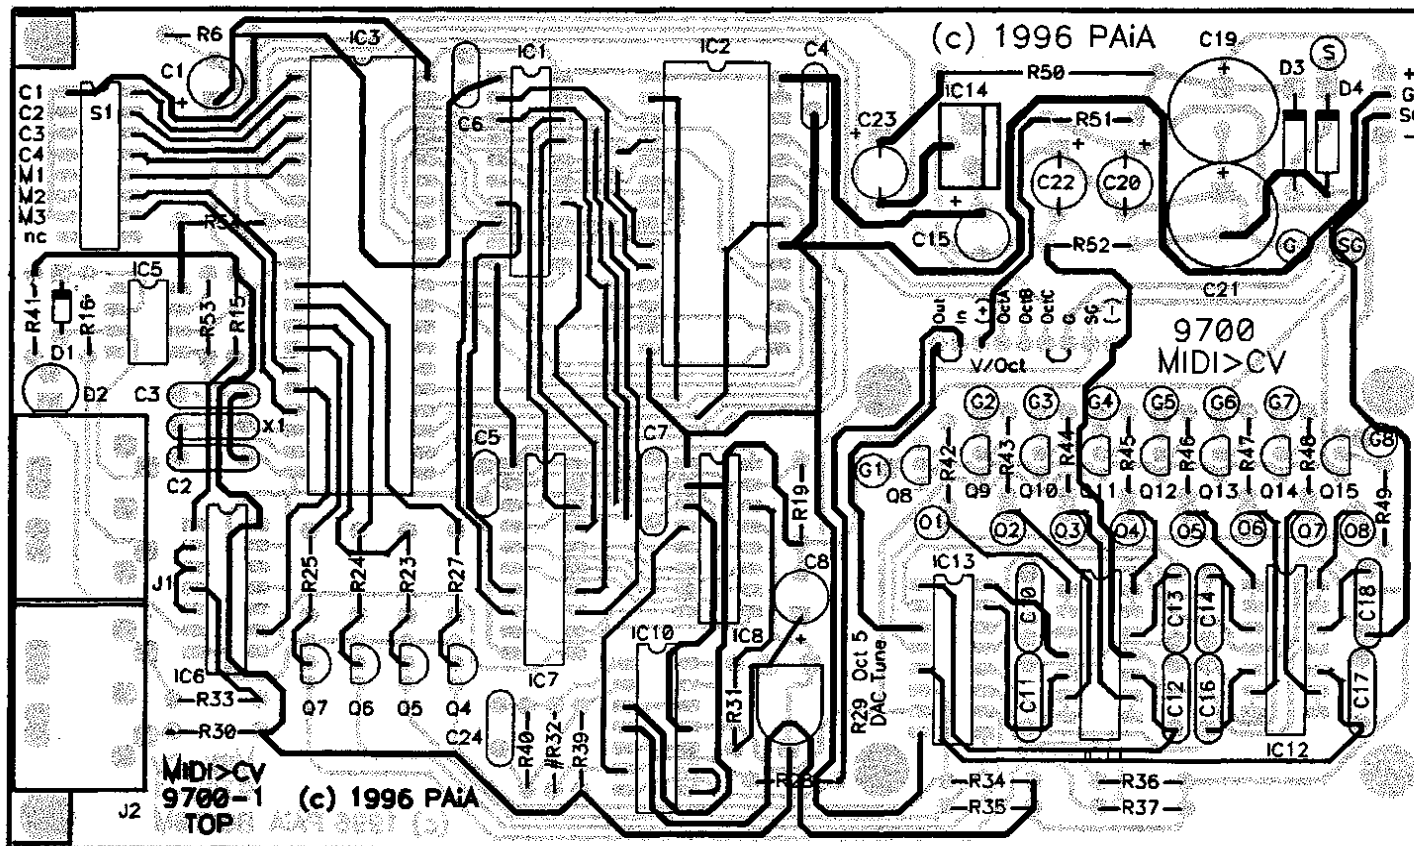 (c) 1996 PAiA
R6
IC3
IC1
IC2
C4
C19
S
+
C1
+
R50
D3
D4
C1
C2
C3
C4
M1
M2
M3
nc
S1
C6
C23
+
IC14
R51
+
+
+
G
+
C22
C20
C15
+
R52
G
SG
C21
R41
R16
IC5
R53
R15
D1
D2
C3
X1
C2
Out
In
(+)
OctA
OctB
OctC
G
SG
(-)
V/Oct
9700
MIDI>CV
G2
G3
G4
G5
G6
G7
G8
C5
C7
G1
R19
R42
R43
R44
R45
R46
R47
R48
R49
Q8
Q9
Q10
Q11
Q12
Q13
Q14
Q15
O1
O2
O3
O4
O5
O6
O7
O8
J1
R25
R24
R23
R27
C8
+
IC13
C13
C14
C18
IC6
IC7
IC10
IC8
R33
R30
Q7
Q6
Q5
Q4
C24
R40
#R32
R39
R31
R29 Oct 5
DAC Tune
C11
C12
C16
C17
IC12
J2
MIDI>CV
9700-1
TOP
(c) 1996 PAiA
R34
R35
R36
R37